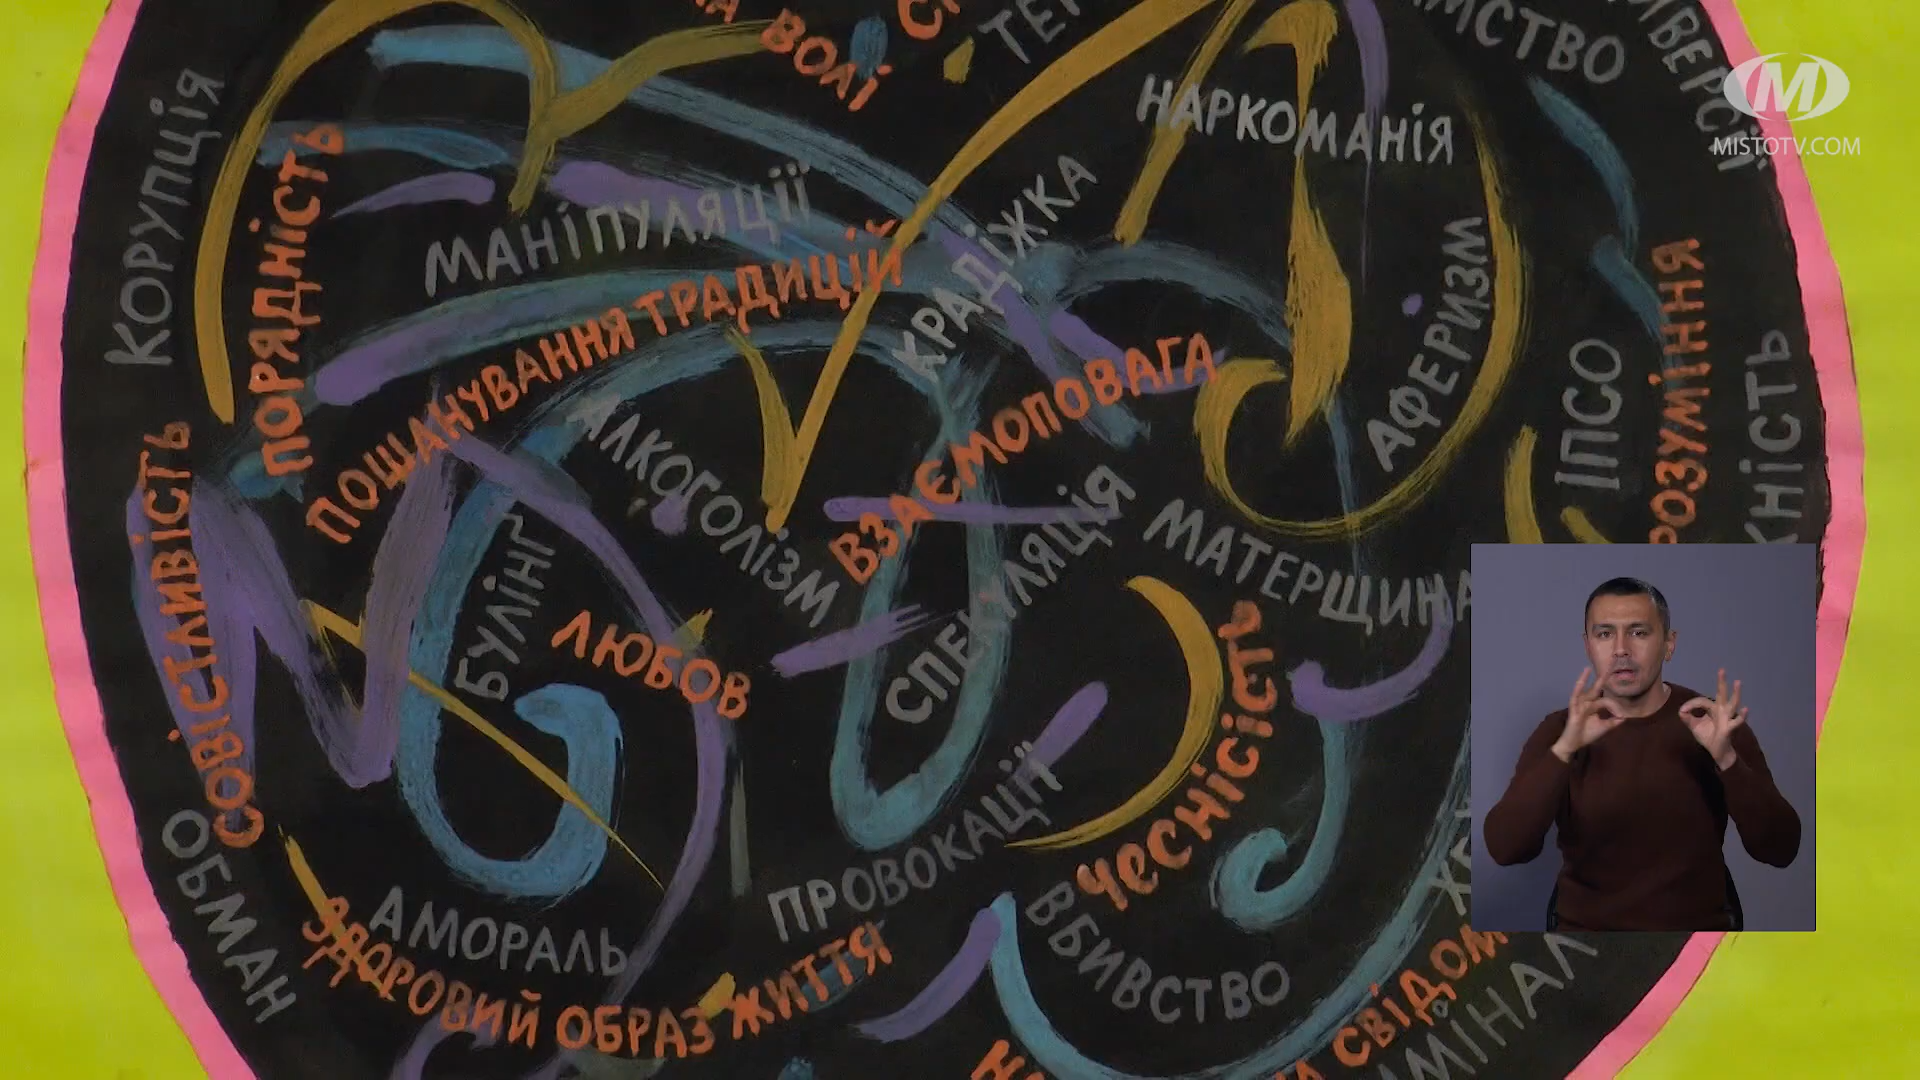 ВОЛІ
НАРКОМАНІЯ
MISTOTV.COM
КОРУПЦІЯ
ПОРЯДНІСТЬ
МАНІПУЛЯЦІЇ
КРАДІЖКА
ПОШАНУВАННЯ ТРАДИЦІЙ
АФЕРИЗМ
ІПСО
ВЗАЄМОПОВАГА
АЛКОГОЛІЗМ
СОВІСТЛИВІСТЬ
БУЛІНГ
СПЕКУЛЯЦІЯ
МАТЕРЩИНА
ЛЮБОВ
ЧЕСНІСІСТЬ
ПРОВОКАЦІЇ
ОБМАН
АМОРАЛЬ
ВБИВСТВО
ЗДОРОВИЙ ОБРАЗ ЖИТТЯ